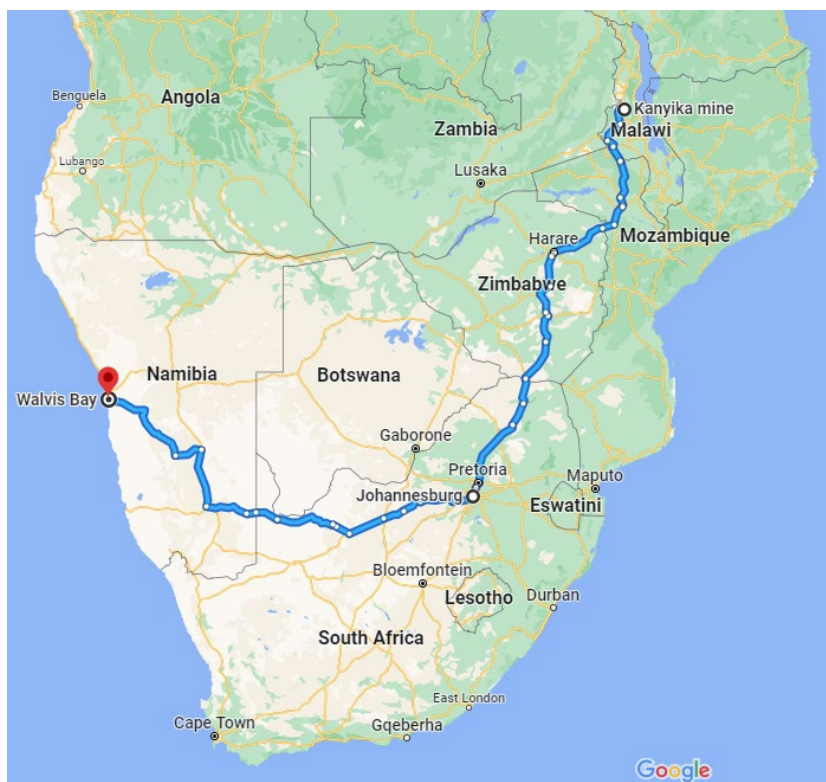 Benguela
Angola
Kanyika mine
Zambia
Malawi
Lubango
Lusaka
Harare
Mozambique
Zimbabwe
Namibia
Botswana
Walvis Bay
Gaborone
Pretoria
Maputo
Johannesburg
Eswatini
Bloemfontein
Lesotho
Durban
South Africa
East London
Cape Town
Gqeberha
Google